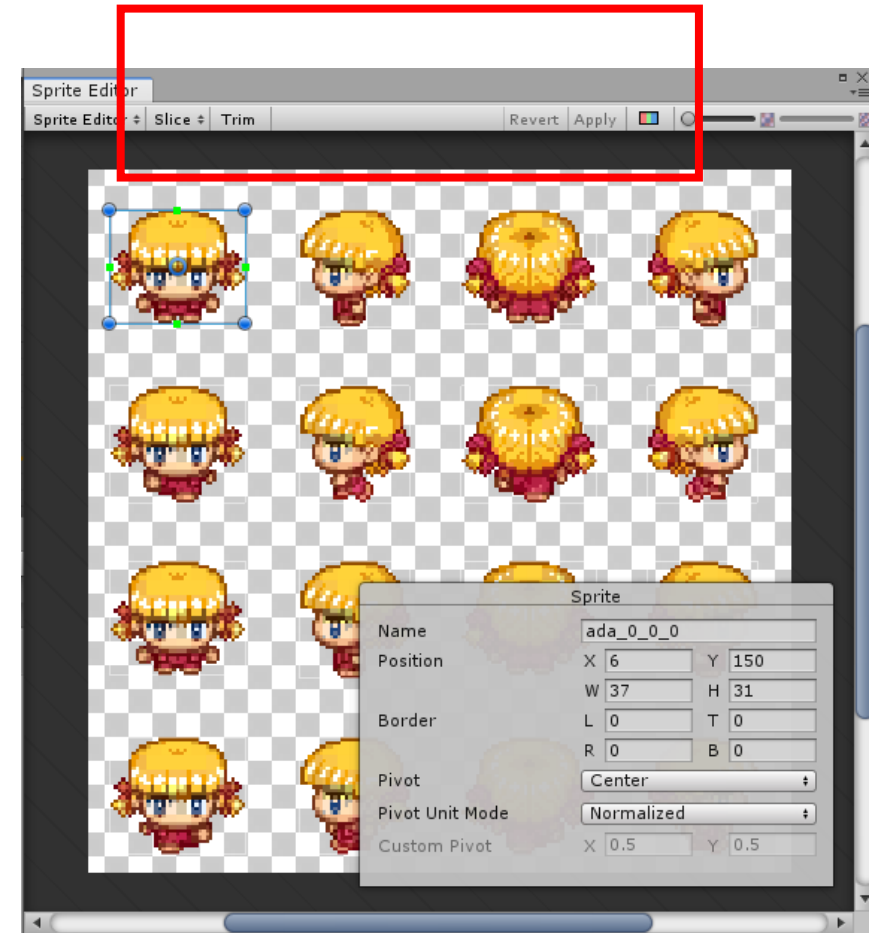 Sprite Editor
Sprite Editor Slice Trim Revert Apply
Sprite
Name ada_0_0_0
Position X 6 Y 150
W 37 H 31
Border L 0 T 0
R 0 B 0
Pivot Center
Pivot Unit Mode Normalized
Custom Pivot X 0.5 Y 0.5